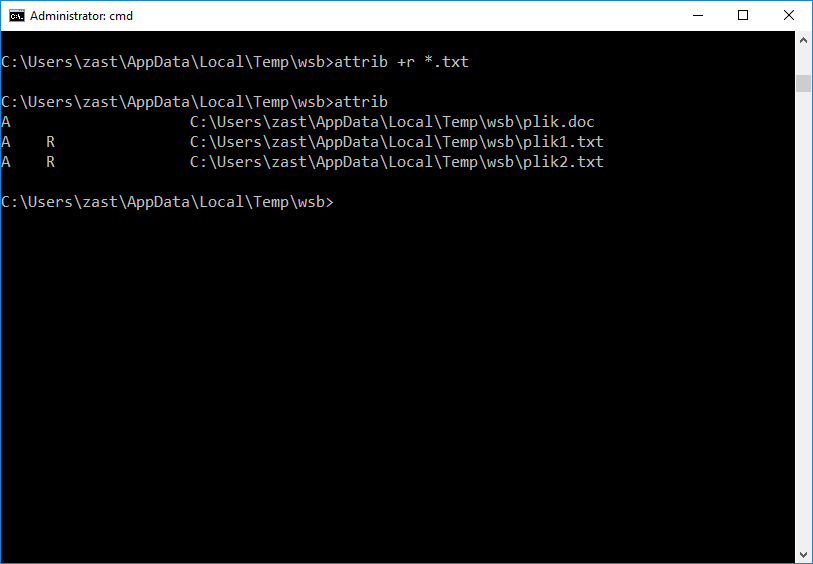 Administrator: cmd
C:\Users\zast\AppData\Local\Temp\wsb>attrib +r *.txt
C:\Users\zast\AppData\Local\Temp\wsb>attrib
A                    C:\Users\zast\AppData\Local\Temp\wsb\plik.doc
A    R               C:\Users\zast\AppData\Local\Temp\wsb\plik1.txt
A    R               C:\Users\zast\AppData\Local\Temp\wsb\plik2.txt
C:\Users\zast\AppData\Local\Temp\wsb>